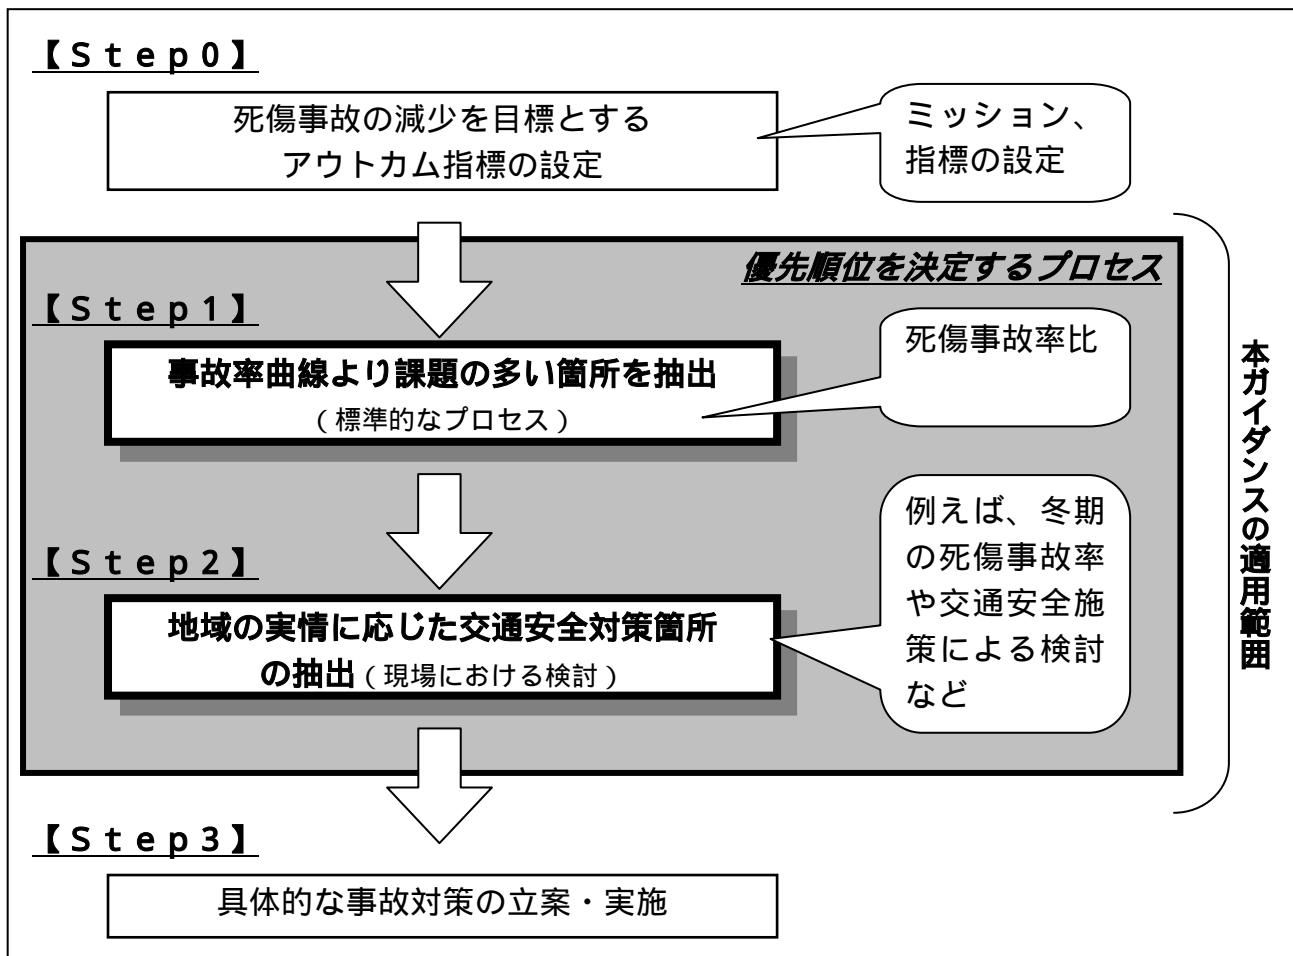 【Ｓｔｅｐ０】
死傷事故の減少を目標とする
アウトカム指標の設定
ミッション、
指標の設定
優先順位を決定するプロセス
【Ｓｔｅｐ１】
事故率曲線より課題の多い箇所を抽出
（標準的なプロセス）
死傷事故率比
【Ｓｔｅｐ２】
地域の実情に応じた交通安全対策箇所
の抽出（現場における検討）
例えば、冬期
の死傷事故率
や交通安全施
策による検討
など
本ガイダンスの適用範囲
【Ｓｔｅｐ３】
具体的な事故対策の立案・実施